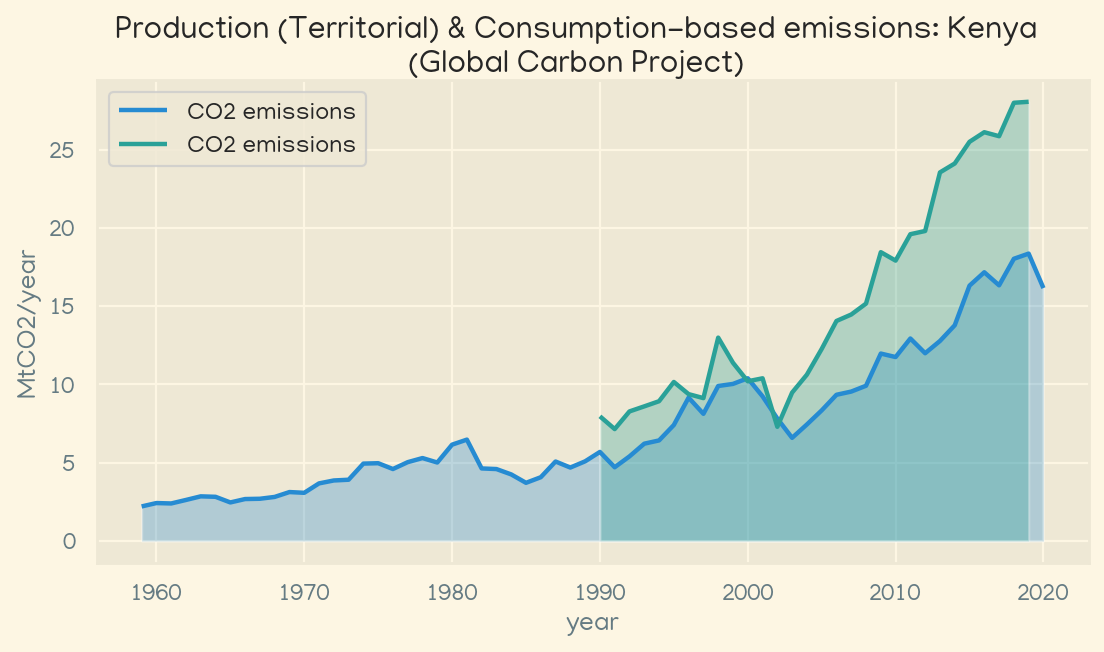 Production (Territorial) & Consumption-based emissions: Kenya
(Global Carbon Project)
CO2 emissions
CO2 emissions
MtCO2/year
25
20
15
10
5
0
1960 1970 1980 1990 2000 2010 2020
year